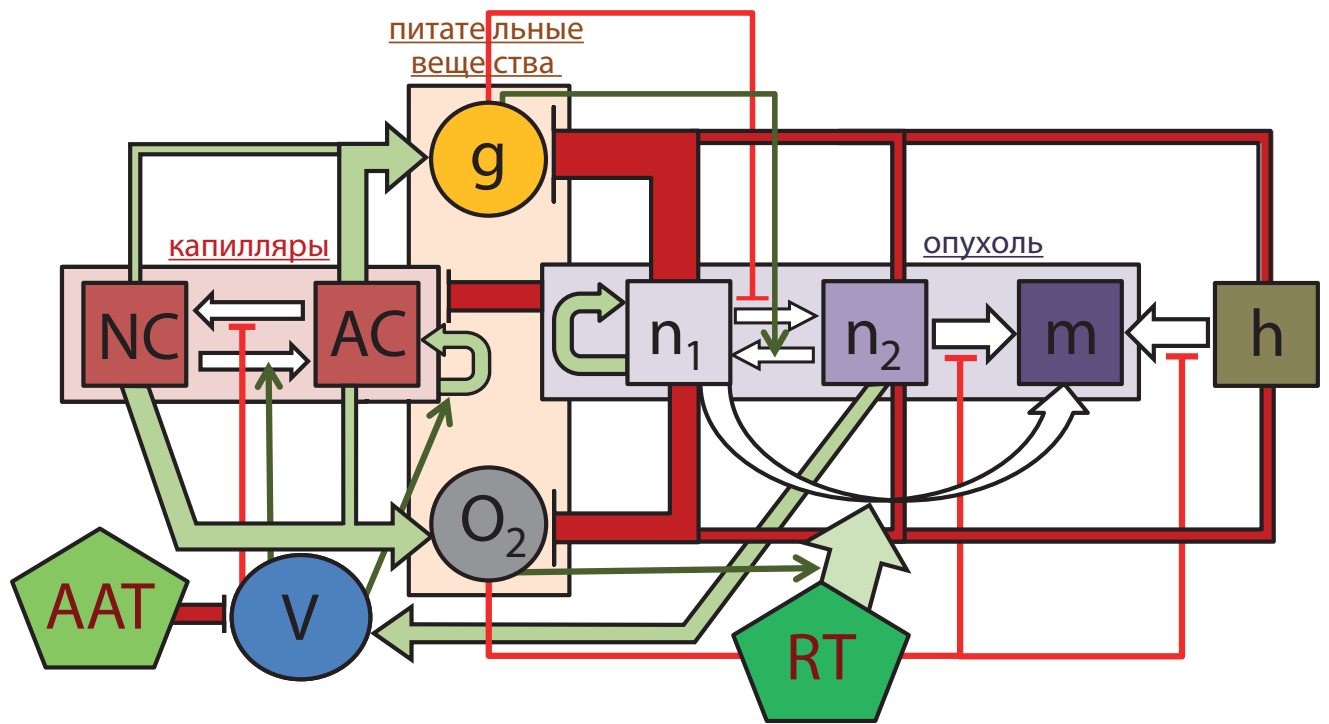 питательные
вещества
g
капилляры
опухоль
NC
AC
n₁
n₂
m
h
O₂
AAT
V
RT